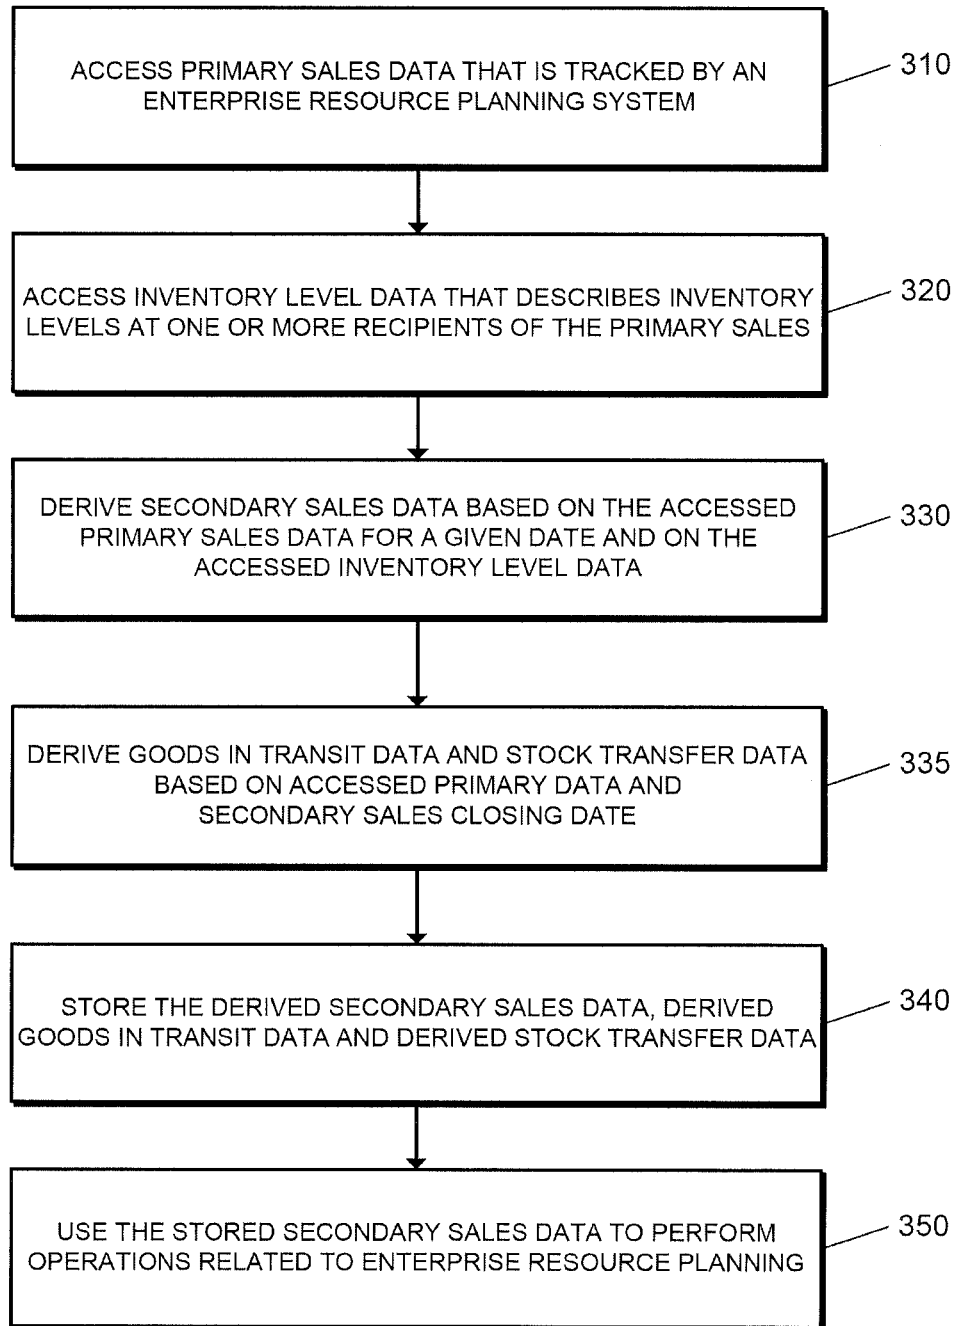 ACCESS PRIMARY SALES DATA THAT IS TRACKED BY AN
ENTERPRISE RESOURCE PLANNING SYSTEM
310
ACCESS INVENTORY LEVEL DATA THAT DESCRIBES INVENTORY
LEVELS AT ONE OR MORE RECIPIENTS OF THE PRIMARY SALES
320
DERIVE SECONDARY SALES DATA BASED ON THE ACCESSED
PRIMARY SALES DATA FOR A GIVEN DATE AND ON THE
ACCESSED INVENTORY LEVEL DATA
330
DERIVE GOODS IN TRANSIT DATA AND STOCK TRANSFER DATA
BASED ON ACCESSED PRIMARY DATA AND
SECONDARY SALES CLOSING DATE
335
STORE THE DERIVED SECONDARY SALES DATA, DERIVED
GOODS IN TRANSIT DATA AND DERIVED STOCK TRANSFER DATA
340
USE THE STORED SECONDARY SALES DATA TO PERFORM
OPERATIONS RELATED TO ENTERPRISE RESOURCE PLANNING
350